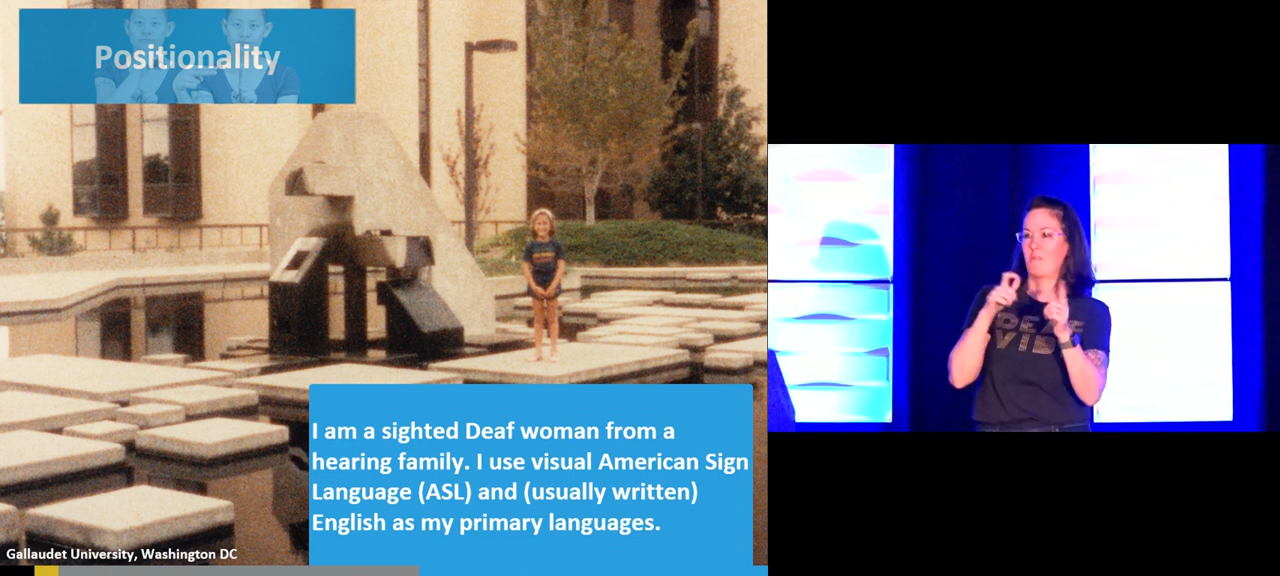 Positionality
I am a sighted Deaf woman from a
hearing family. I use visual American Sign
Language (ASL) and (usually written)
English as my primary languages.
Gallaudet University, Washington DC
DEAF